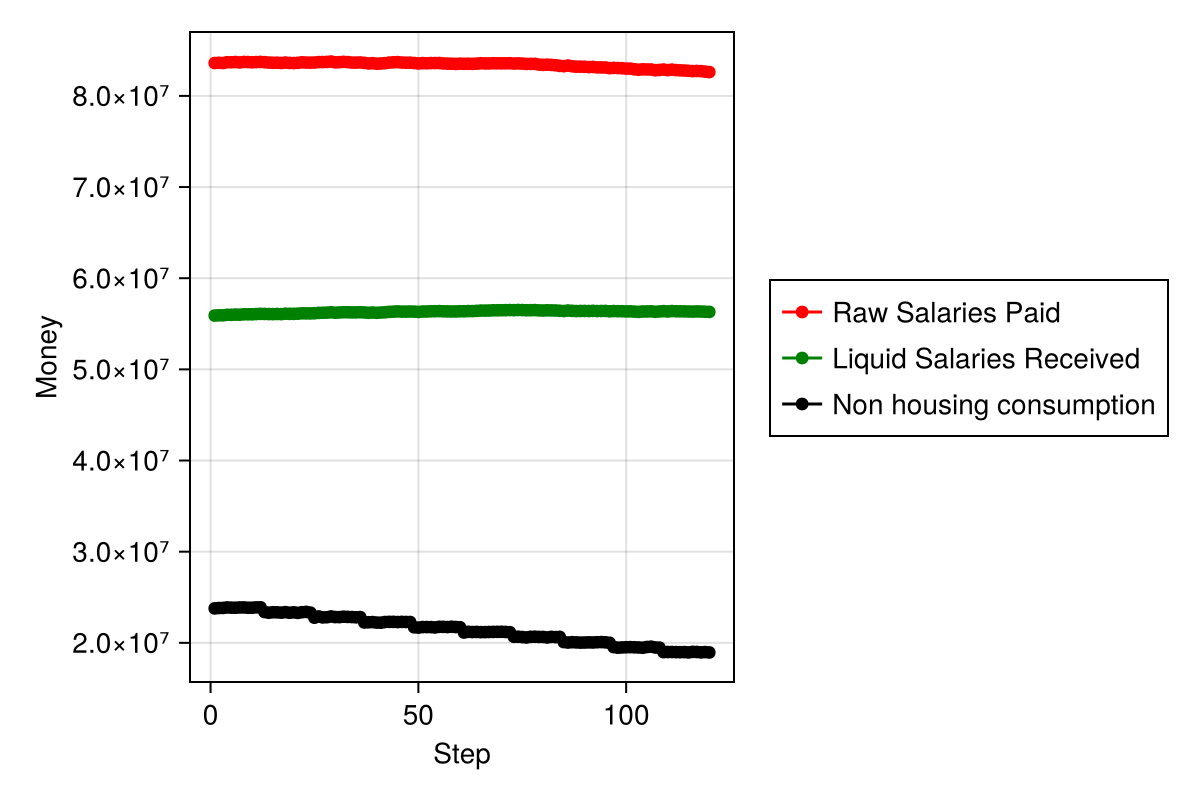 8.0×10⁷
7.0×10⁷
6.0×10⁷
5.0×10⁷
4.0×10⁷
3.0×10⁷
2.0×10⁷
Money
0 50 100
Step
Raw Salaries Paid
Liquid Salaries Received
Non housing consumption